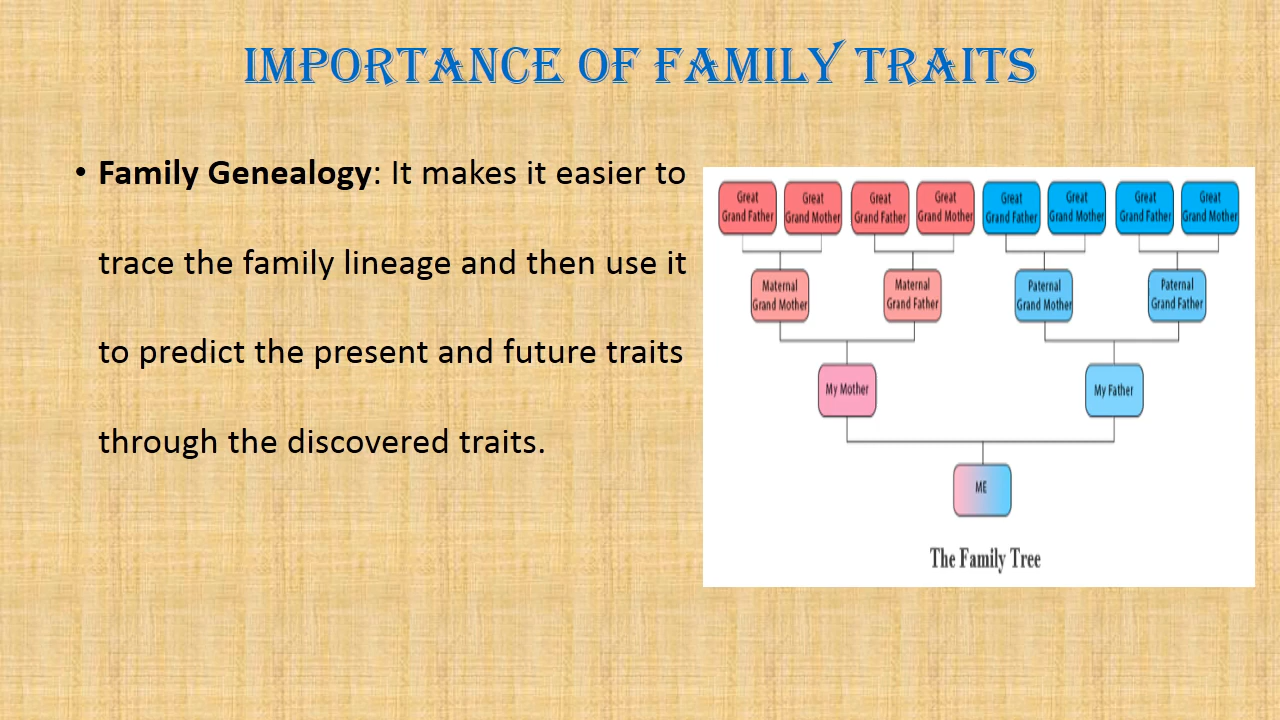 IMPORTANCE OF FAMILY TRAITS
• Family Genealogy: It makes it easier to
trace the family lineage and then use it
to predict the present and future traits
through the discovered traits.
Great Grand Father
Great Grand Mother
Great Grand Father
Great Grand Mother
Great Grand Father
Great Grand Mother
Great Grand Father
Great Grand Mother
Maternal Grand Mother
Maternal Grand Father
Paternal Grand Mother
Paternal Grand Father
My Mother
My Father
ME
The Family Tree